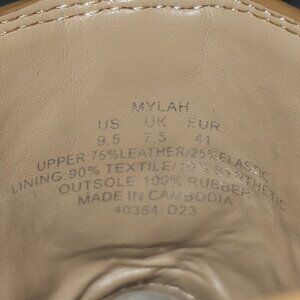 MYLAH
US UK EUR
9.5 7.5 41
UPPER:75%LEATHER/25%ELASTIC
LINING:90% TEXTILE/10% SYNTHETIC
OUTSOLE:100% RUBBER
MADE IN CAMBODIA
40364 D23